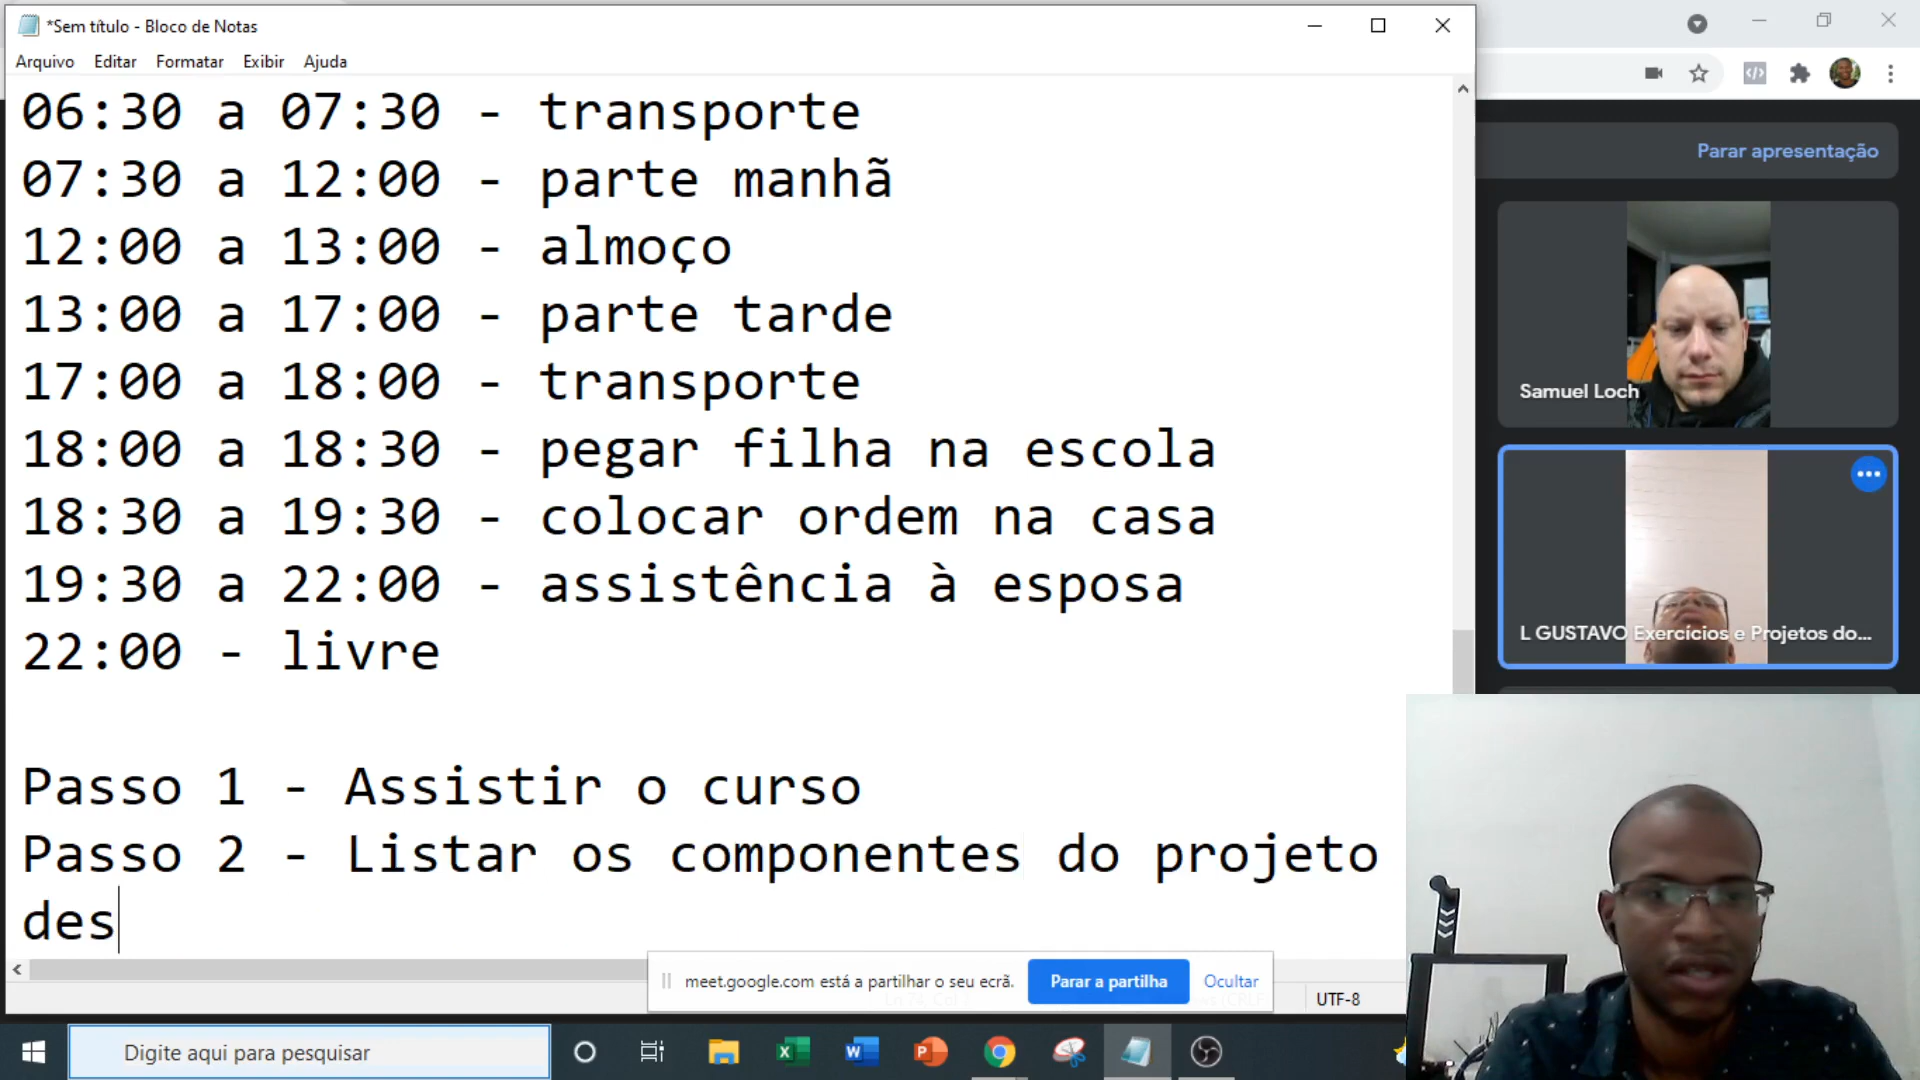 *Sem título - Bloco de Notas
Arquivo Editar Formatar Exibir Ajuda
06:30 a 07:30 - transporte
07:30 a 12:00 - parte manhã
12:00 a 13:00 - almoço
13:00 a 17:00 - parte tarde
17:00 a 18:00 - transporte
18:00 a 18:30 - pegar filha na escola
18:30 a 19:30 - colocar ordem na casa
19:30 a 22:00 - assistência à esposa
22:00 - livre
Passo 1 - Assistir o curso
Passo 2 - Listar os componentes do projeto
des
Parar apresentação
Samuel Loch
L GUSTAVO Exercícios e Projetos do...
meet.google.com está a partilhar o seu ecrã.
Parar a partilha
Ocultar
UTF-8
Digite aqui para pesquisar